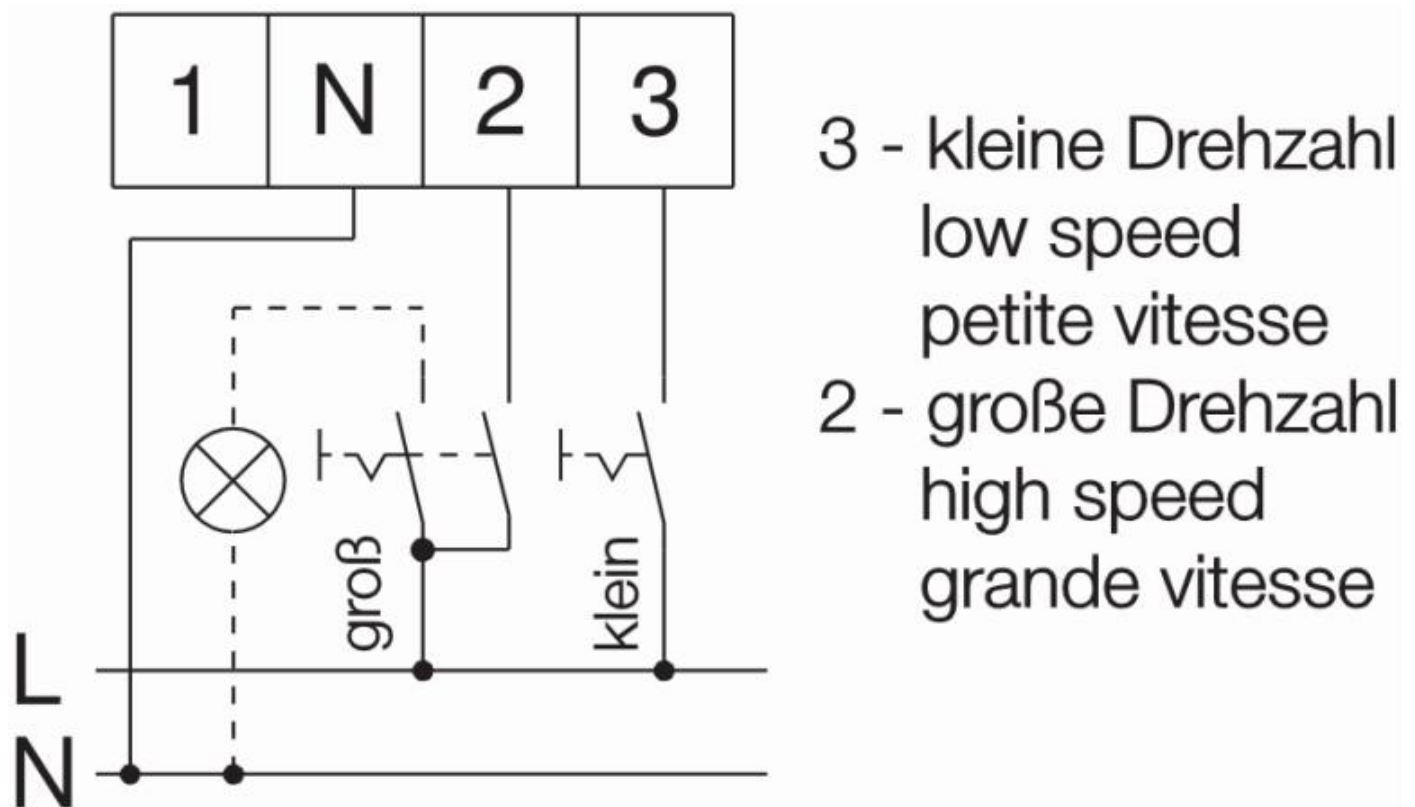 1 N 2 3
3 - kleine Drehzahl
low speed
petite vitesse
2 - große Drehzahl
high speed
grande vitesse
groß
klein
L
N